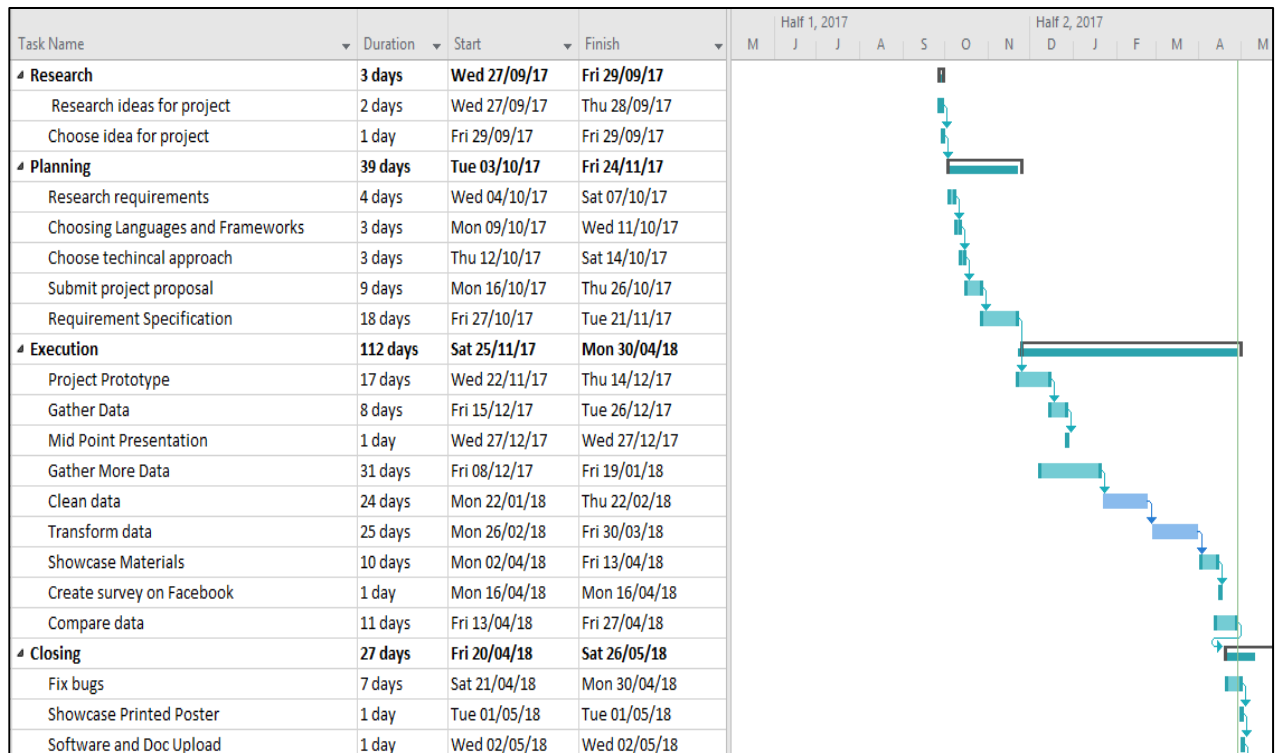 Half 1, 2017 Half 2, 2017
Task Name Duration Start Finish M J J A S O N D J F M A M
Research 3 days Wed 27/09/17 Fri 29/09/17
Research ideas for project 2 days Wed 27/09/17 Thu 28/09/17
Choose idea for project 1 day Fri 29/09/17 Fri 29/09/17
Planning 39 days Tue 03/10/17 Fri 24/11/17
Research requirements 4 days Wed 04/10/17 Sat 07/10/17
Choosing Languages and Frameworks 3 days Mon 09/10/17 Wed 11/10/17
Choose techincal approach 3 days Thu 12/10/17 Sat 14/10/17
Submit project proposal 9 days Mon 16/10/17 Thu 26/10/17
Requirement Specification 18 days Fri 27/10/17 Tue 21/11/17
Execution 112 days Sat 25/11/17 Mon 30/04/18
Project Prototype 17 days Wed 22/11/17 Thu 14/12/17
Gather Data 8 days Fri 15/12/17 Tue 26/12/17
Mid Point Presentation 1 day Wed 27/12/17 Wed 27/12/17
Gather More Data 31 days Fri 08/12/17 Fri 19/01/18
Clean data 24 days Mon 22/01/18 Thu 22/02/18
Transform data 25 days Mon 26/02/18 Fri 30/03/18
Showcase Materials 10 days Mon 02/04/18 Fri 13/04/18
Create survey on Facebook 1 day Mon 16/04/18 Mon 16/04/18
Compare data 11 days Fri 13/04/18 Fri 27/04/18
Closing 27 days Fri 20/04/18 Sat 26/05/18
Fix bugs 7 days Sat 21/04/18 Mon 30/04/18
Showcase Printed Poster 1 day Tue 01/05/18 Tue 01/05/18
Software and Doc Upload 1 day Wed 02/05/18 Wed 02/05/18